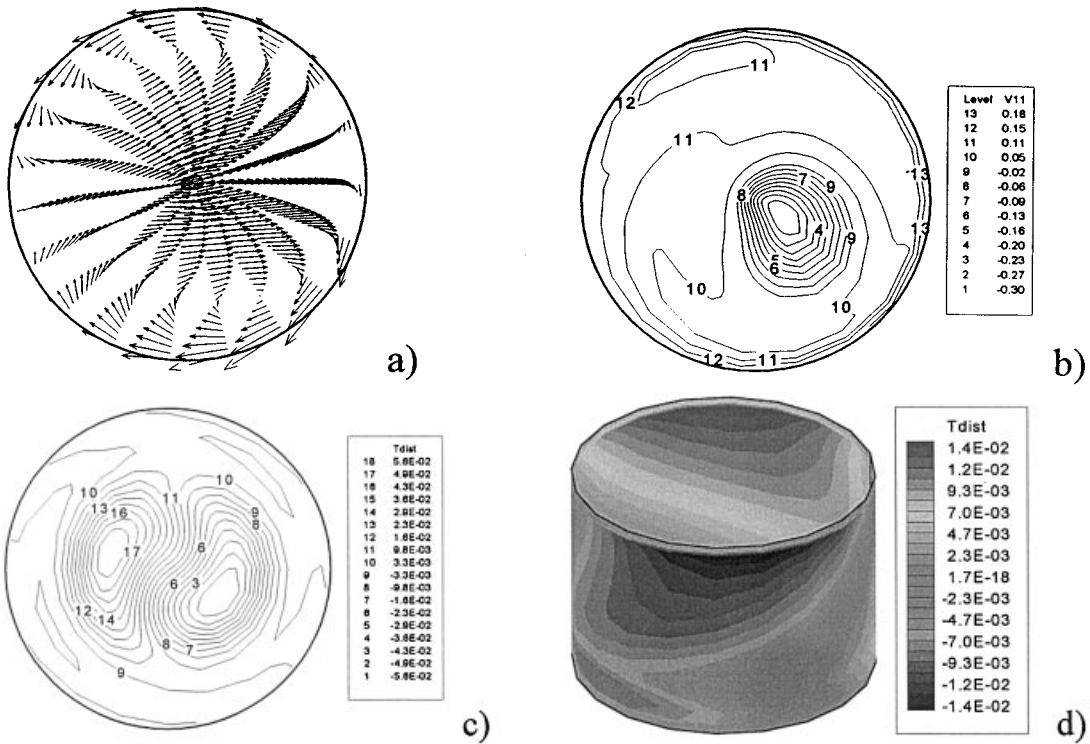 a)
11
12
11
13
7
9
8
4
9
13
5
6
10
10
12
11
Level V11
13 0.18
12 0.15
11 0.11
10 0.05
9 -0.02
8 -0.06
7 -0.09
6 -0.13
5 -0.16
4 -0.20
3 -0.23
2 -0.27
1 -0.30
b)
10
11
10
13
16
9
8
17
6
6
3
12
14
8
7
9
Tdist
18 5.6E-02
17 4.9E-02
16 4.3E-02
15 3.6E-02
14 2.9E-02
13 2.3E-02
12 1.6E-02
11 9.8E-03
10 3.3E-03
9 -3.3E-03
8 -9.8E-03
7 -1.6E-02
6 -2.3E-02
5 -2.9E-02
4 -3.6E-02
3 -4.3E-02
2 -4.9E-02
1 -5.6E-02
c)
Tdist
1.4E-02
1.2E-02
9.3E-03
7.0E-03
4.7E-03
2.3E-03
1.7E-18
-2.3E-03
-4.7E-03
-7.0E-03
-9.3E-03
-1.2E-02
-1.4E-02
d)